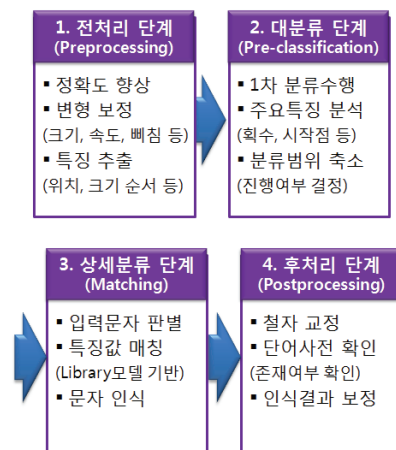 1. 전처리 단계
(Preprocessing)
▪ 정확도 향상
▪ 변형 보정
(크기, 속도, 삐침 등)
▪ 특징 추출
(위치, 크기 순서 등)
2. 대분류 단계
(Pre-classification)
▪ 1차 분류수행
▪ 주요특징 분석
(획수, 시작점 등)
▪ 분류범위 축소
(진행여부 결정)
3. 상세분류 단계
(Matching)
▪ 입력문자 판별
▪ 특징값 매칭
(Library모델 기반)
▪ 문자 인식
4. 후처리 단계
(Postprocessing)
▪ 철자 교정
▪ 단어사전 확인
(존재여부 확인)
▪ 인식결과 보정